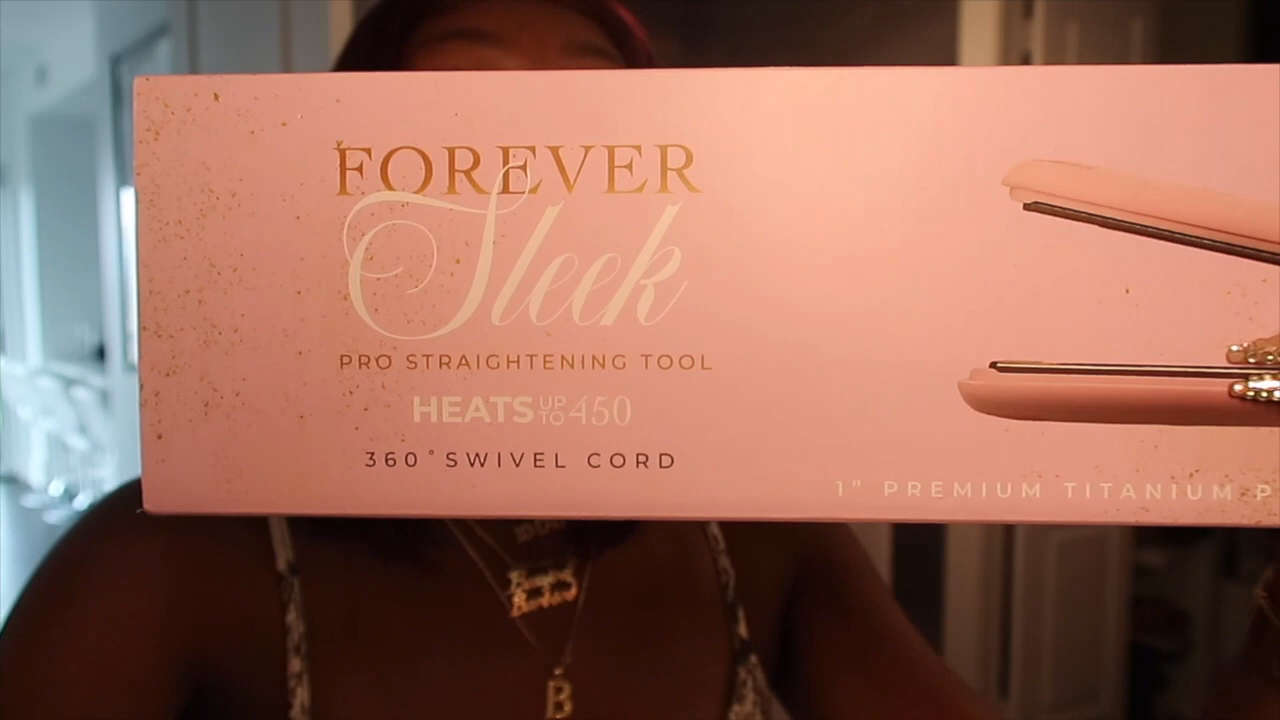 FOREVER
Sleek
PRO STRAIGHTENING TOOL
HEATS UP TO 450
360° SWIVEL CORD
1" PREMIUM TITANIUM P
B